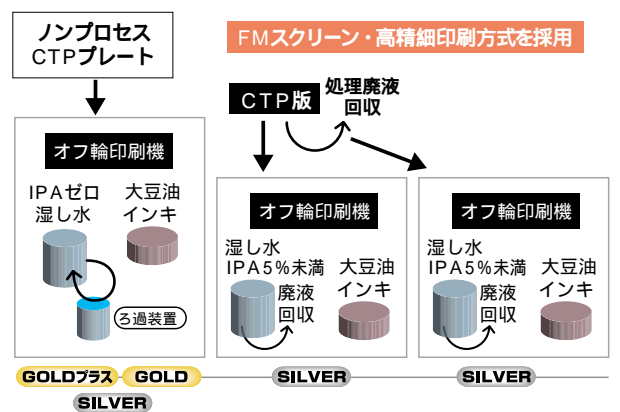 ノンプロセス
CTPプレート
FMスクリーン・高精細印刷方式を採用
CTP版
処理廃液
回収
オフ輪印刷機
IPAゼロ
湿し水
大豆油
インキ
ろ過装置
オフ輪印刷機
湿し水
IPA5%未満
廃液
回収
大豆油
インキ
オフ輪印刷機
湿し水
IPA5%未満
廃液
回収
大豆油
インキ
GOLDプラス
GOLD
SILVER
SILVER
SILVER